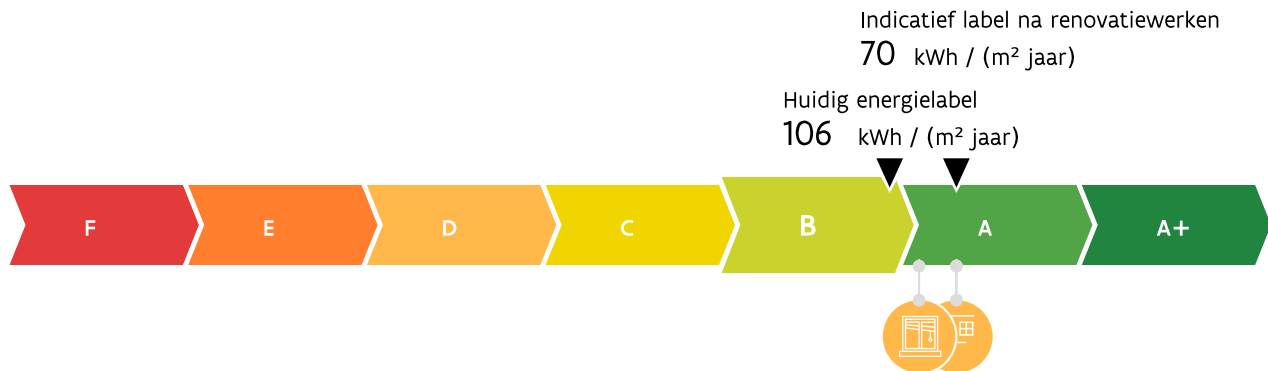 Indicatief label na renovatiewerken
70 kWh / (m² jaar)
Huidig energielabel
106 kWh / (m² jaar)
F E D C B A A+